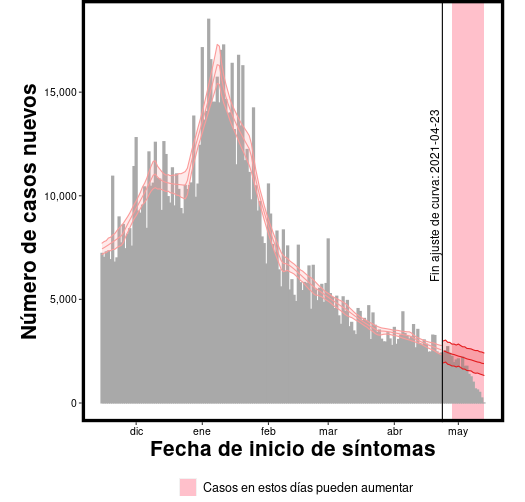 Número de casos nuevos
15,000
10,000
5,000
0
Fin ajuste de curva: 2021-04-23
dic ene feb mar abr may
Fecha de inicio de síntomas
Casos en estos días pueden aumentar